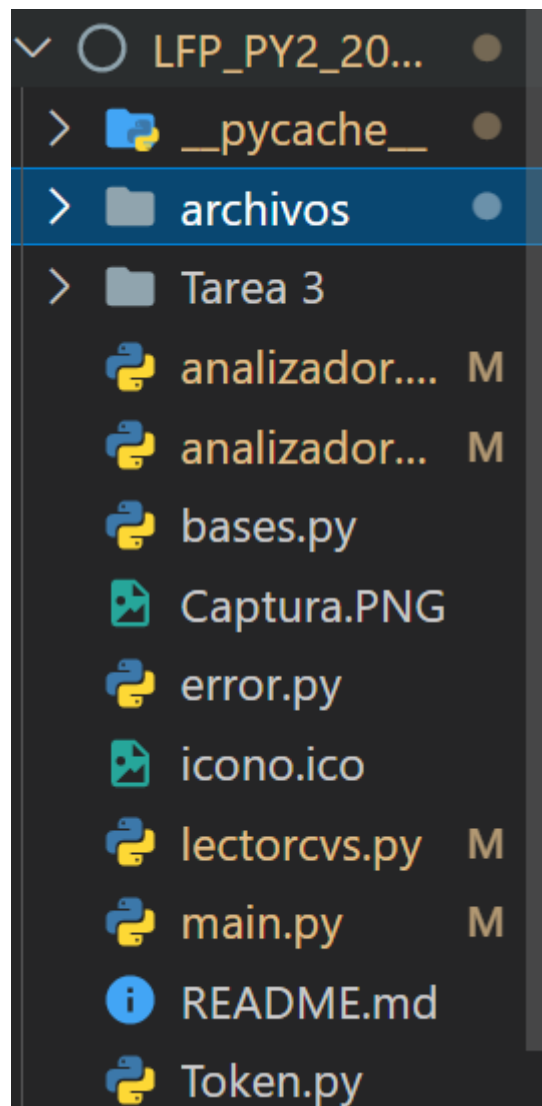 LFP_PY2_20...
__pycache__
archivos
Tarea 3
analizador.... M
analizador... M
bases.py
Captura.PNG
error.py
icono.ico
lectorcvs.py M
main.py M
README.md
Token.py